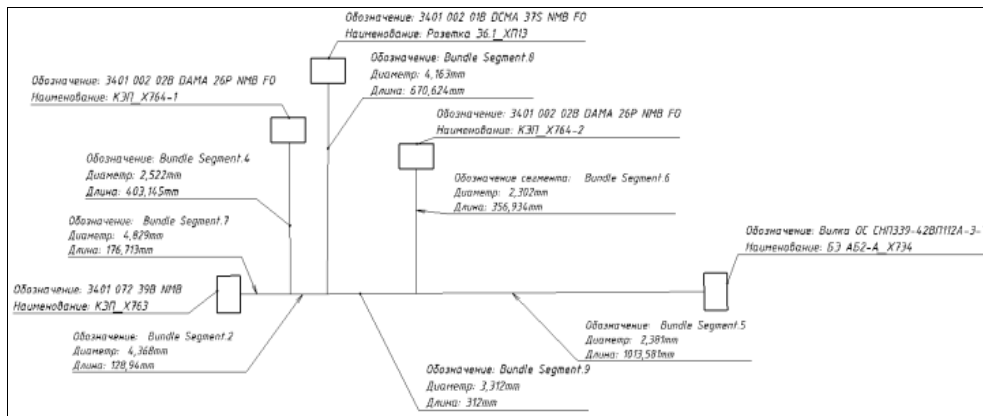 Обозначение: 3401 002 01B DCMA 37S NMB FO
Наименование: Розетка 36.1_ХП13
Обозначение: Bundle Segment.8
Диаметр: 4,163mm
Длина: 670,624mm
Обозначение: 3401 002 02B DAMA 26P NMB FO
Наименование: КЭП_Х764-1
Обозначение: 3401 002 02B DAMA 26P NMB FO
Наименование: КЭП_Х764-2
Обозначение: Bundle Segment.4
Диаметр: 2,522mm
Длина: 403,145mm
Обозначение сегмента: Bundle Segment.6
Диаметр: 2,302mm
Длина: 356,934mm
Обозначение: Bundle Segment.7
Диаметр: 4,829mm
Длина: 176,713mm
Обозначение: Вилка ОС СНП339-42ВП112А-3-
Наименование: БЭ АБ2-А_Х734
Обозначение: 3401 072 39B NMB
Наименование: КЭП_Х763
Обозначение: Bundle Segment.2
Диаметр: 4,368mm
Длина: 128,94mm
Обозначение: Bundle Segment.5
Диаметр: 2,381mm
Длина: 1013,581mm
Обозначение: Bundle Segment.9
Диаметр: 3,312mm
Длина: 312mm